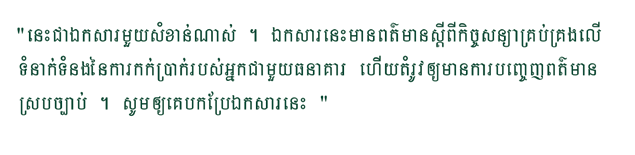 "នេះជាឯកសារមួយសំខាន់ណាស់ ។ ឯកសារនេះមានពត៌មានស្ដីពីកិច្ចសន្យាគ្រប់គ្រងលើ
ទំនាក់ទំនងនៃការកក់ប្រាក់របស់អ្នកជាមួយធនាគារ ហើយតំរូវឲ្យមានការបញ្ចេញពត៌មាន
ស្របច្បាប់ ។ សូមឲ្យគេបកប្រែឯកសារនេះ "